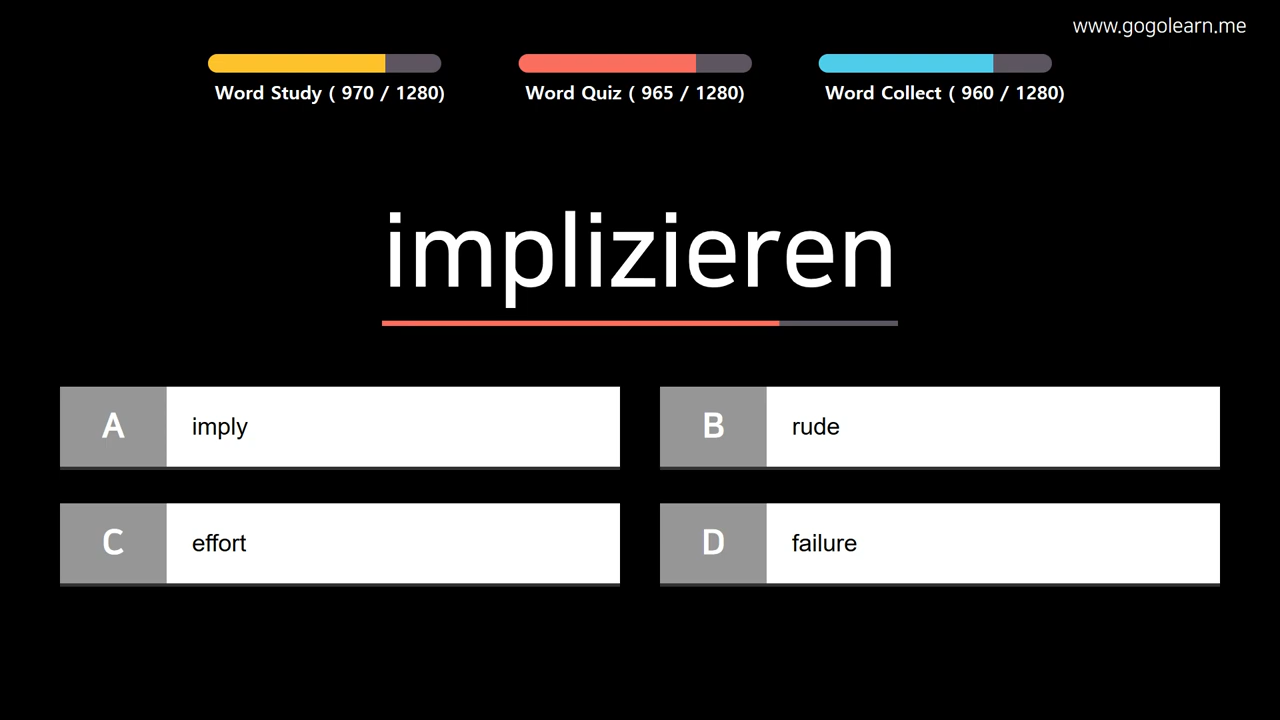 www.gogolearn.me
Word Study ( 970 / 1280)
Word Quiz ( 965 / 1280)
Word Collect ( 960 / 1280)
implizieren
A imply
B rude
C effort
D failure